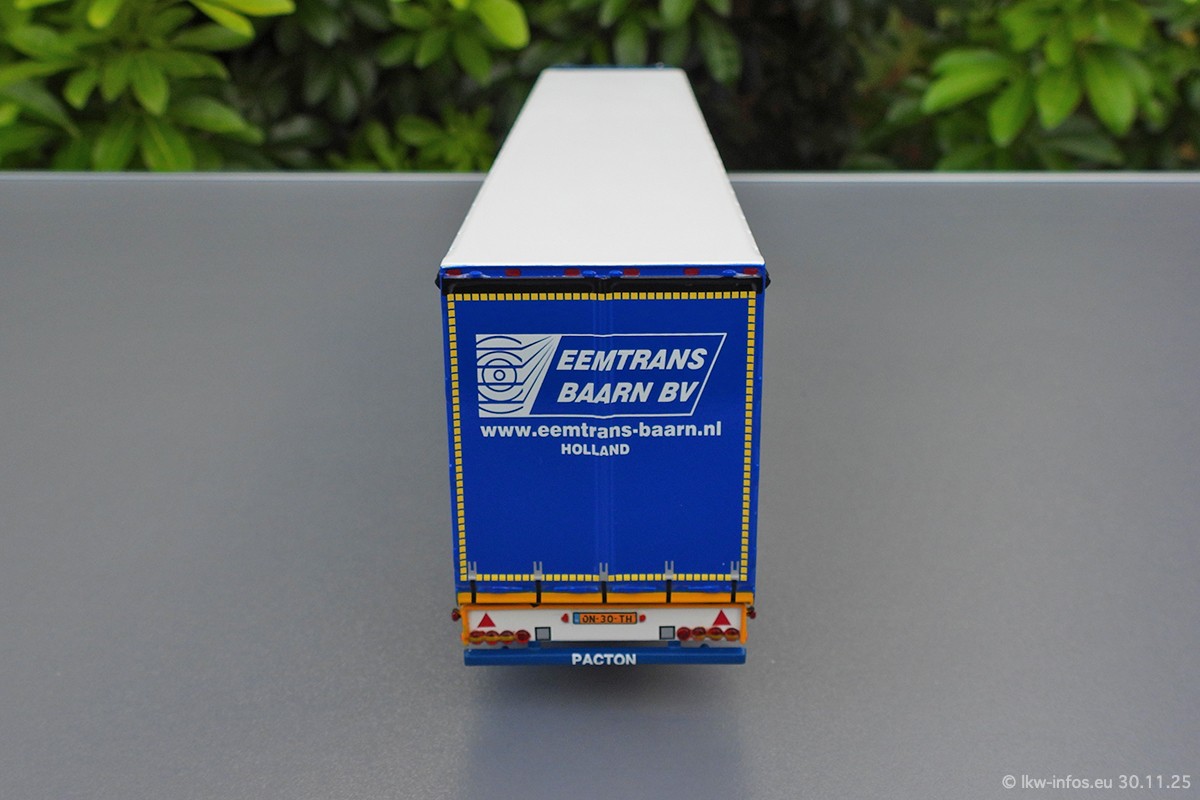 EEMTRANS
BAARN BV
www.eemtrans-baarn.nl
HOLLAND
ON-30-TH
PACTON
© lkw-infos.eu 30.11.25